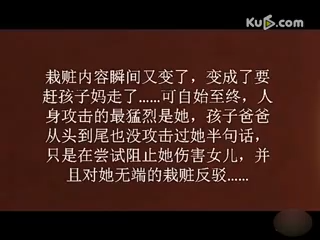 Ku6.com
栽赃内容瞬间又变了，变成了要
赶孩子妈走了……可自始至终，人
身攻击的最猛烈是她，孩子爸爸
从头到尾也没攻击过她半句话，
只是在尝试阻止她伤害女儿，并
且对她无端的栽赃反驳……